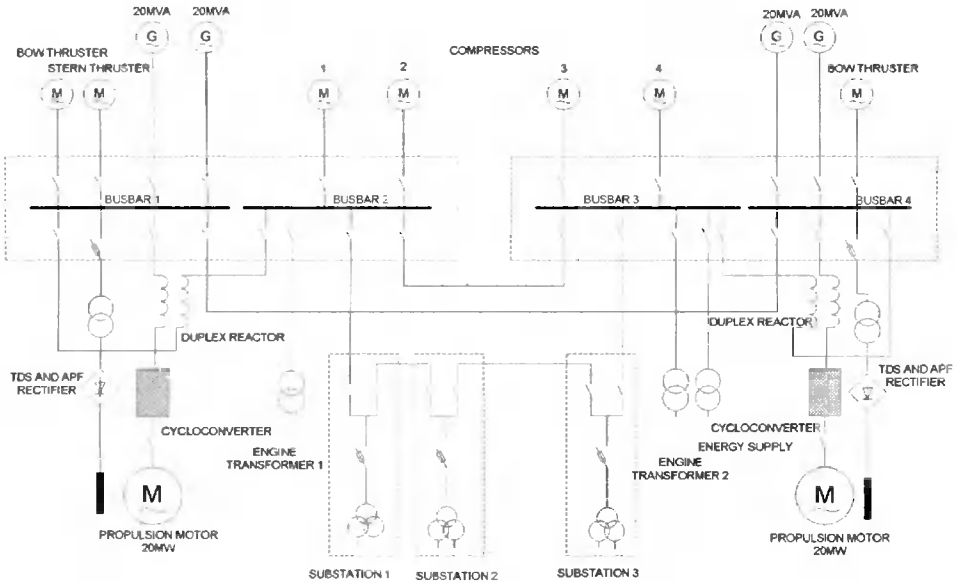 20MVA
20MVA
20MVA 20MVA
G
G
G
G
BOW THRUSTER
STERN THRUSTER
COMPRESSORS
1
2
3
4
BOW THRUSTER
M
M
M
M
M
M
M
BUSBAR 1
BUSBAR 2
BUSBAR 3
BUSBAR 4
DUPLEX REACTOR
DUPLEX REACTOR
TDS AND APF
RECTIFIER
TDS AND APF
RECTIFIER
CYCLOCONVERTER
CYCLOCONVERTER
ENERGY SUPPLY
ENGINE
TRANSFORMER 1
ENGINE
TRANSFORMER 2
M
M
PROPULSION MOTOR
20MW
PROPULSION MOTOR
20MW
SUBSTATION 1
SUBSTATION 2
SUBSTATION 3